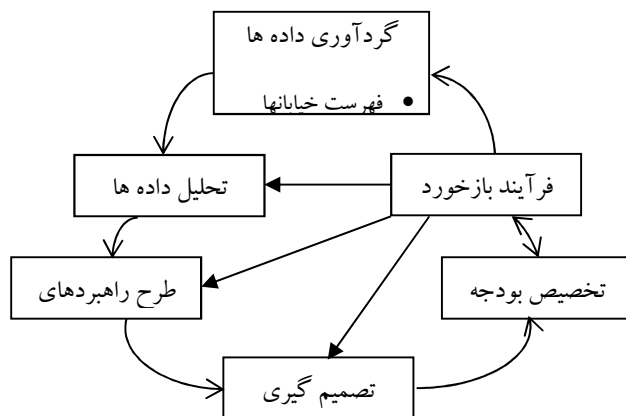 گردآوری داده ها
• فهرست خیابانها
تحلیل داده ها
فرآیند بازخورد
طرح راهبردهای
تخصیص بودجه
تصمیم گیری